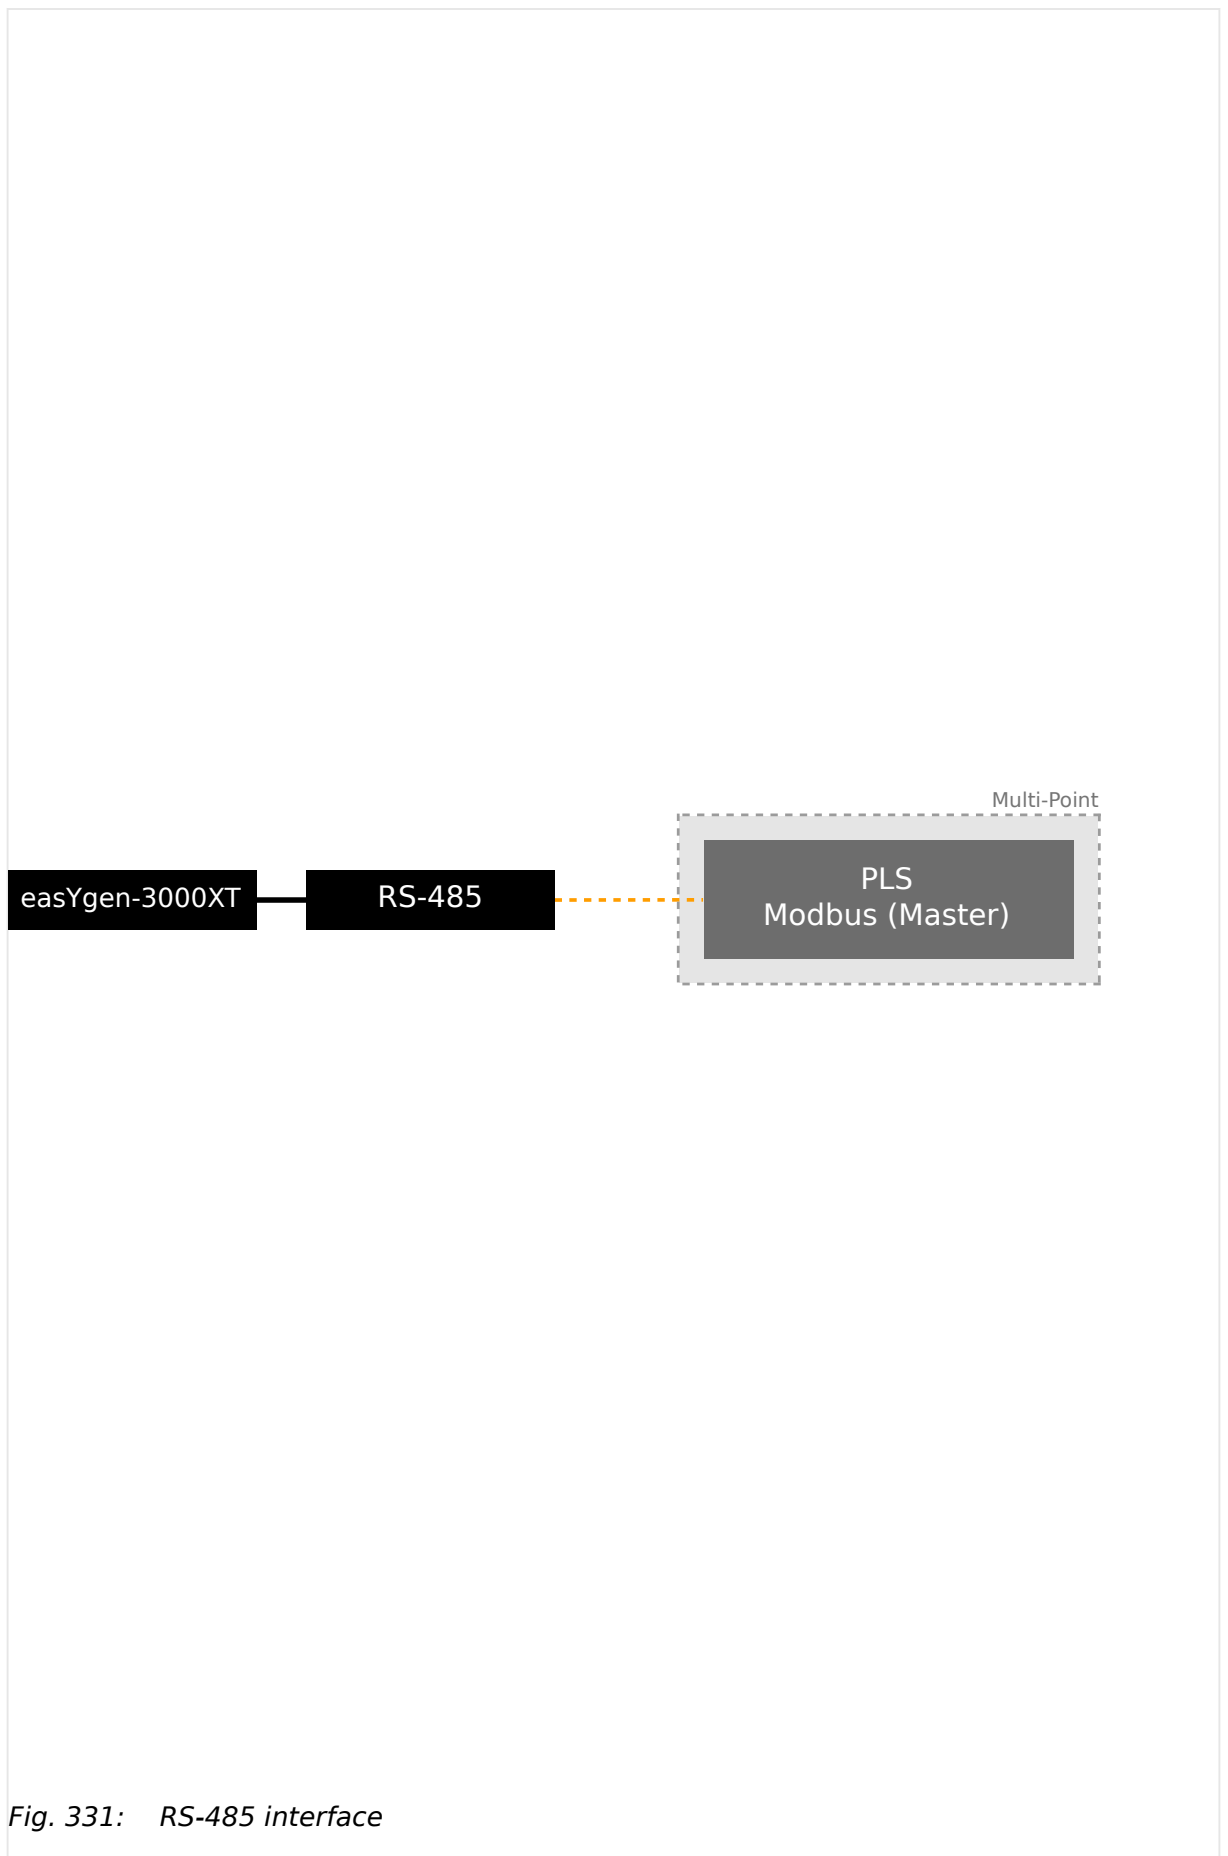 Multi-Point
easYgen-3000XT
RS-485
PLS
Modbus (Master)
Fig. 331: RS-485 interface